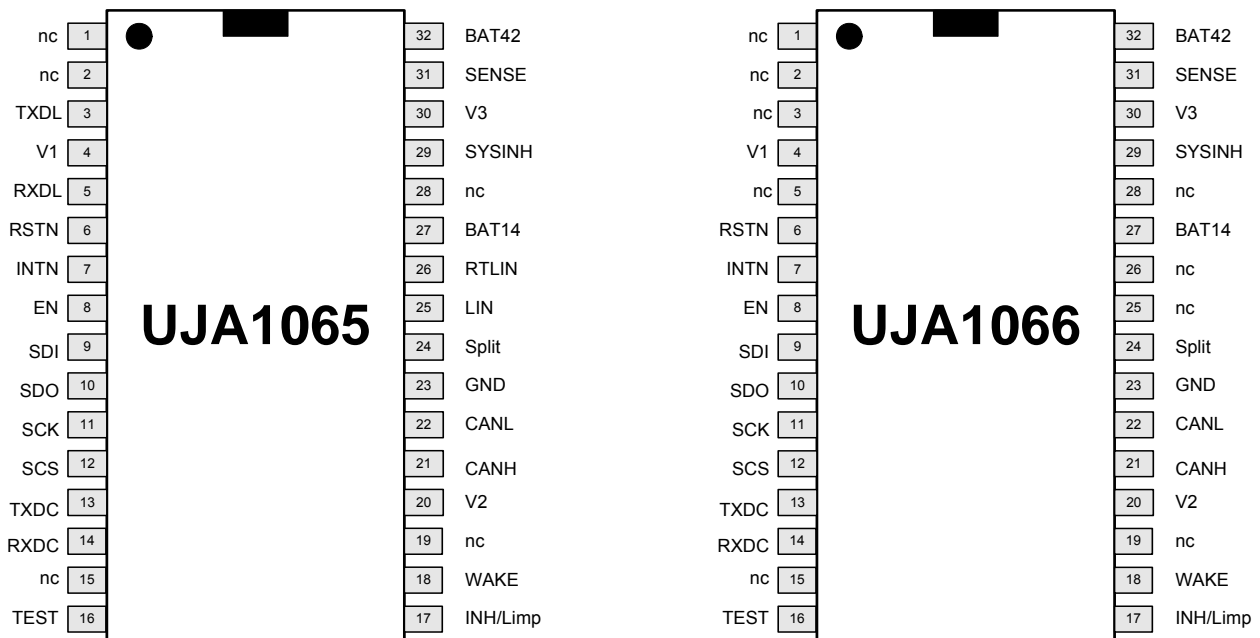 nc 1 32 BAT42
nc 2 31 SENSE
TXDL 3 30 V3
V1 4 29 SYSINH
RXDL 5 28 nc
RSTN 6 27 BAT14
INTN 7 26 RTLIN
EN 8 25 LIN
UJA1065
SDI 9 24 Split
SDO 10 23 GND
SCK 11 22 CANL
SCS 12 21 CANH
TXDC 13 20 V2
RXDC 14 19 nc
nc 15 18 WAKE
TEST 16 17 INH/Limp
nc 1 32 BAT42
nc 2 31 SENSE
nc 3 30 V3
V1 4 29 SYSINH
nc 5 28 nc
RSTN 6 27 BAT14
INTN 7 26 nc
EN 8 25 nc
UJA1066
SDI 9 24 Split
SDO 10 23 GND
SCK 11 22 CANL
SCS 12 21 CANH
TXDC 13 20 V2
RXDC 14 19 nc
nc 15 18 WAKE
TEST 16 17 INH/Limp